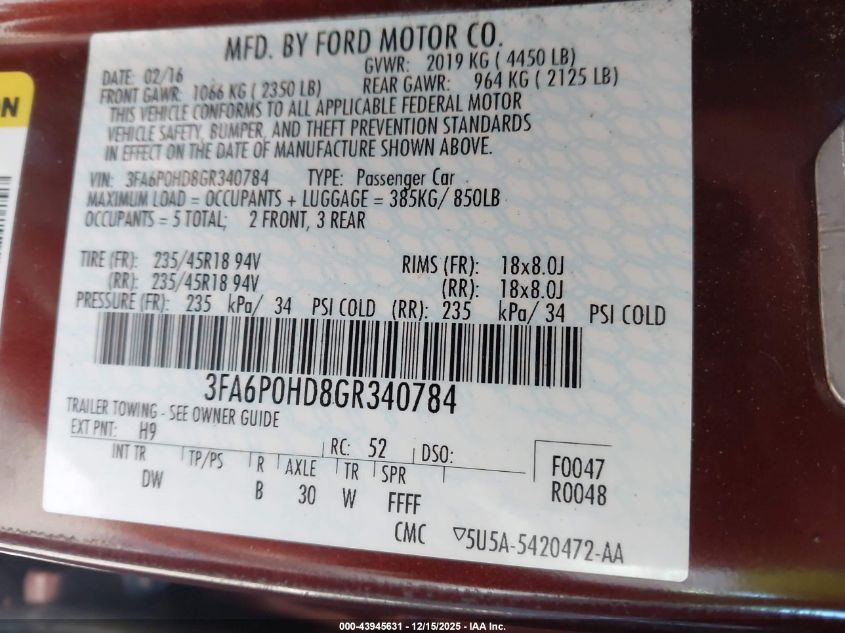 MFD. BY FORD MOTOR CO.
DATE: 02/16 GVWR: 2019 KG ( 4450 LB)
FRONT GAWR: 1066 KG ( 2350 LB) REAR GAWR: 964 KG ( 2125 LB)
THIS VEHICLE CONFORMS TO ALL APPLICABLE FEDERAL MOTOR
VEHICLE SAFETY, BUMPER, AND THEFT PREVENTION STANDARDS
IN EFFECT ON THE DATE OF MANUFACTURE SHOWN ABOVE.
VIN: 3FA6P0HD8GR340784 TYPE: Passenger Car
MAXIMUM LOAD = OCCUPANTS + LUGGAGE = 385KG/ 850LB
OCCUPANTS = 5 TOTAL; 2 FRONT, 3 REAR
TIRE (FR): 235/45R18 94V RIMS (FR): 18x8.0J
(RR): 235/45R18 94V (RR): 18x8.0J
PRESSURE (FR): 235 kPa/ 34 PSI COLD (RR): 235 kPa/ 34 PSI COLD
3FA6P0HD8GR340784
TRAILER TOWING - SEE OWNER GUIDE
EXT PNT: H9 RC: 52 DSO:
INT TR TP/PS R AXLE TR SPR F0047
DW B 30 W FFFF R0048
CMC ▽5U5A-5420472-AA
ON
000-43945631 - 12/15/2025 - IAA Inc.